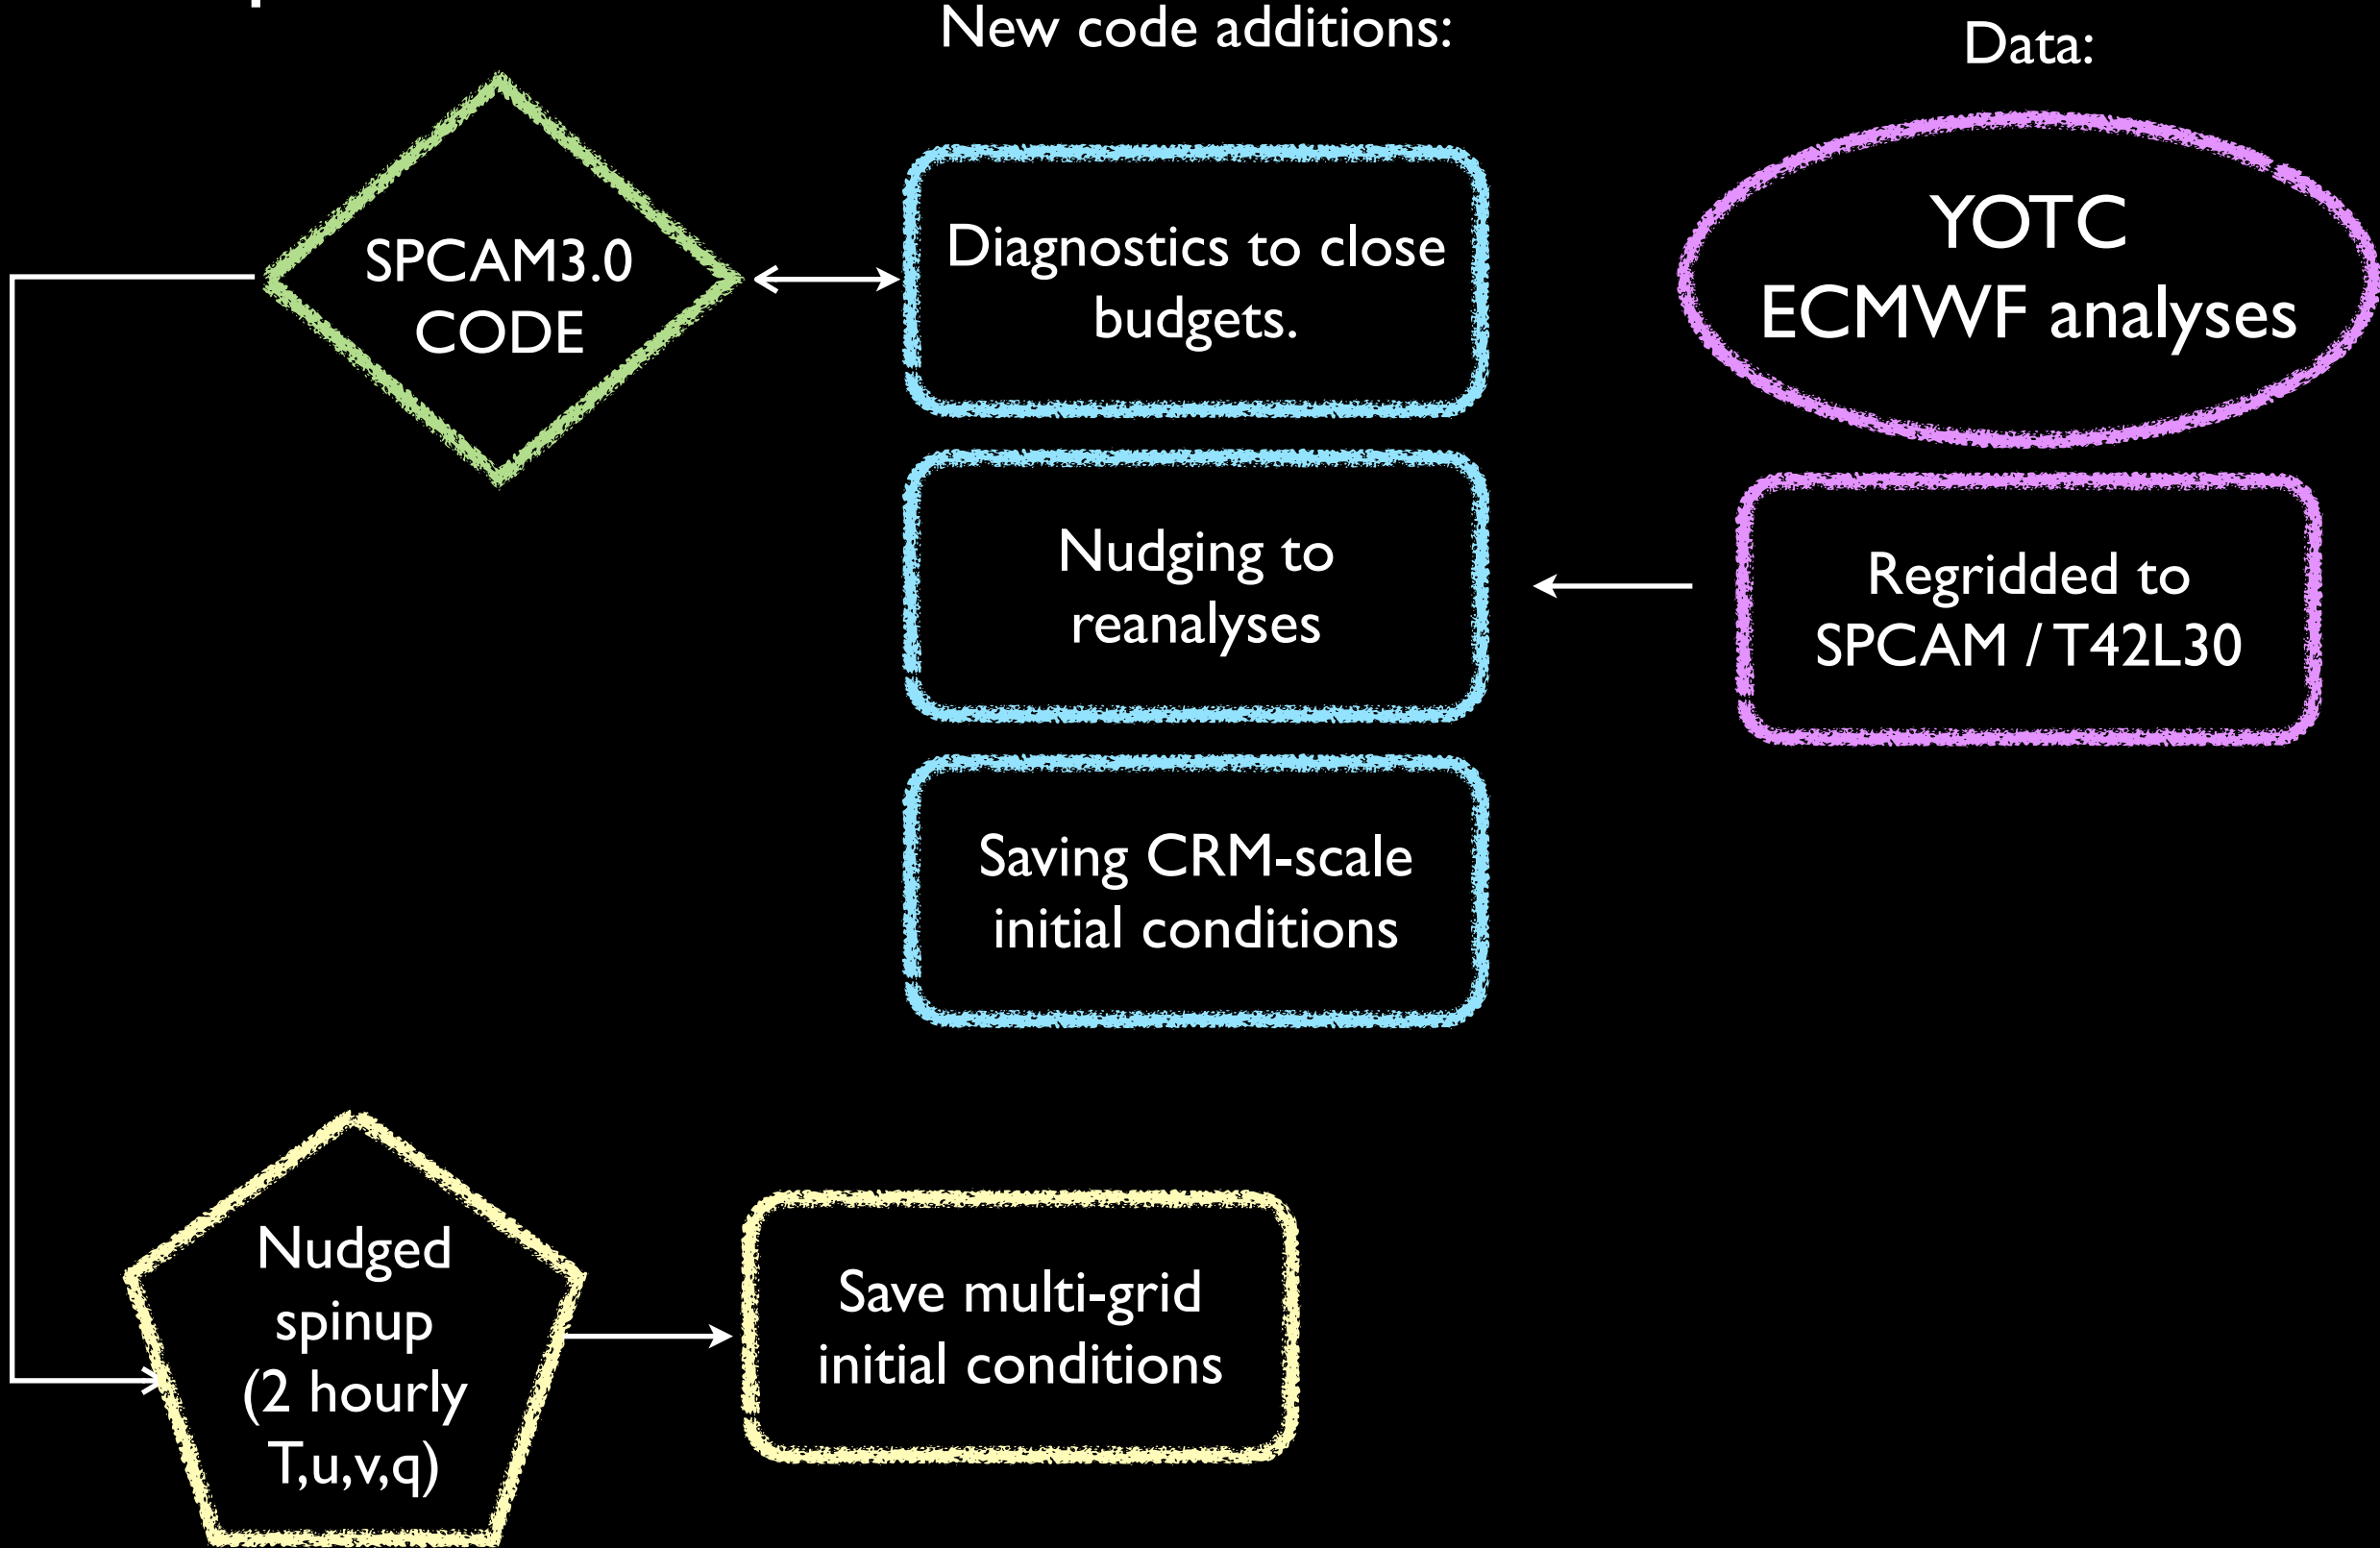 New code additions:
Data:
SPCAM3.0
CODE
Diagnostics to close
budgets.
YOTC
ECMWF analyses
Nudging to
reanalyses
Regridded to
SPCAM / T42L30
Saving CRM-scale
initial conditions
Nudged
spinup
(2 hourly
T,u,v,q)
Save multi-grid
initial conditions